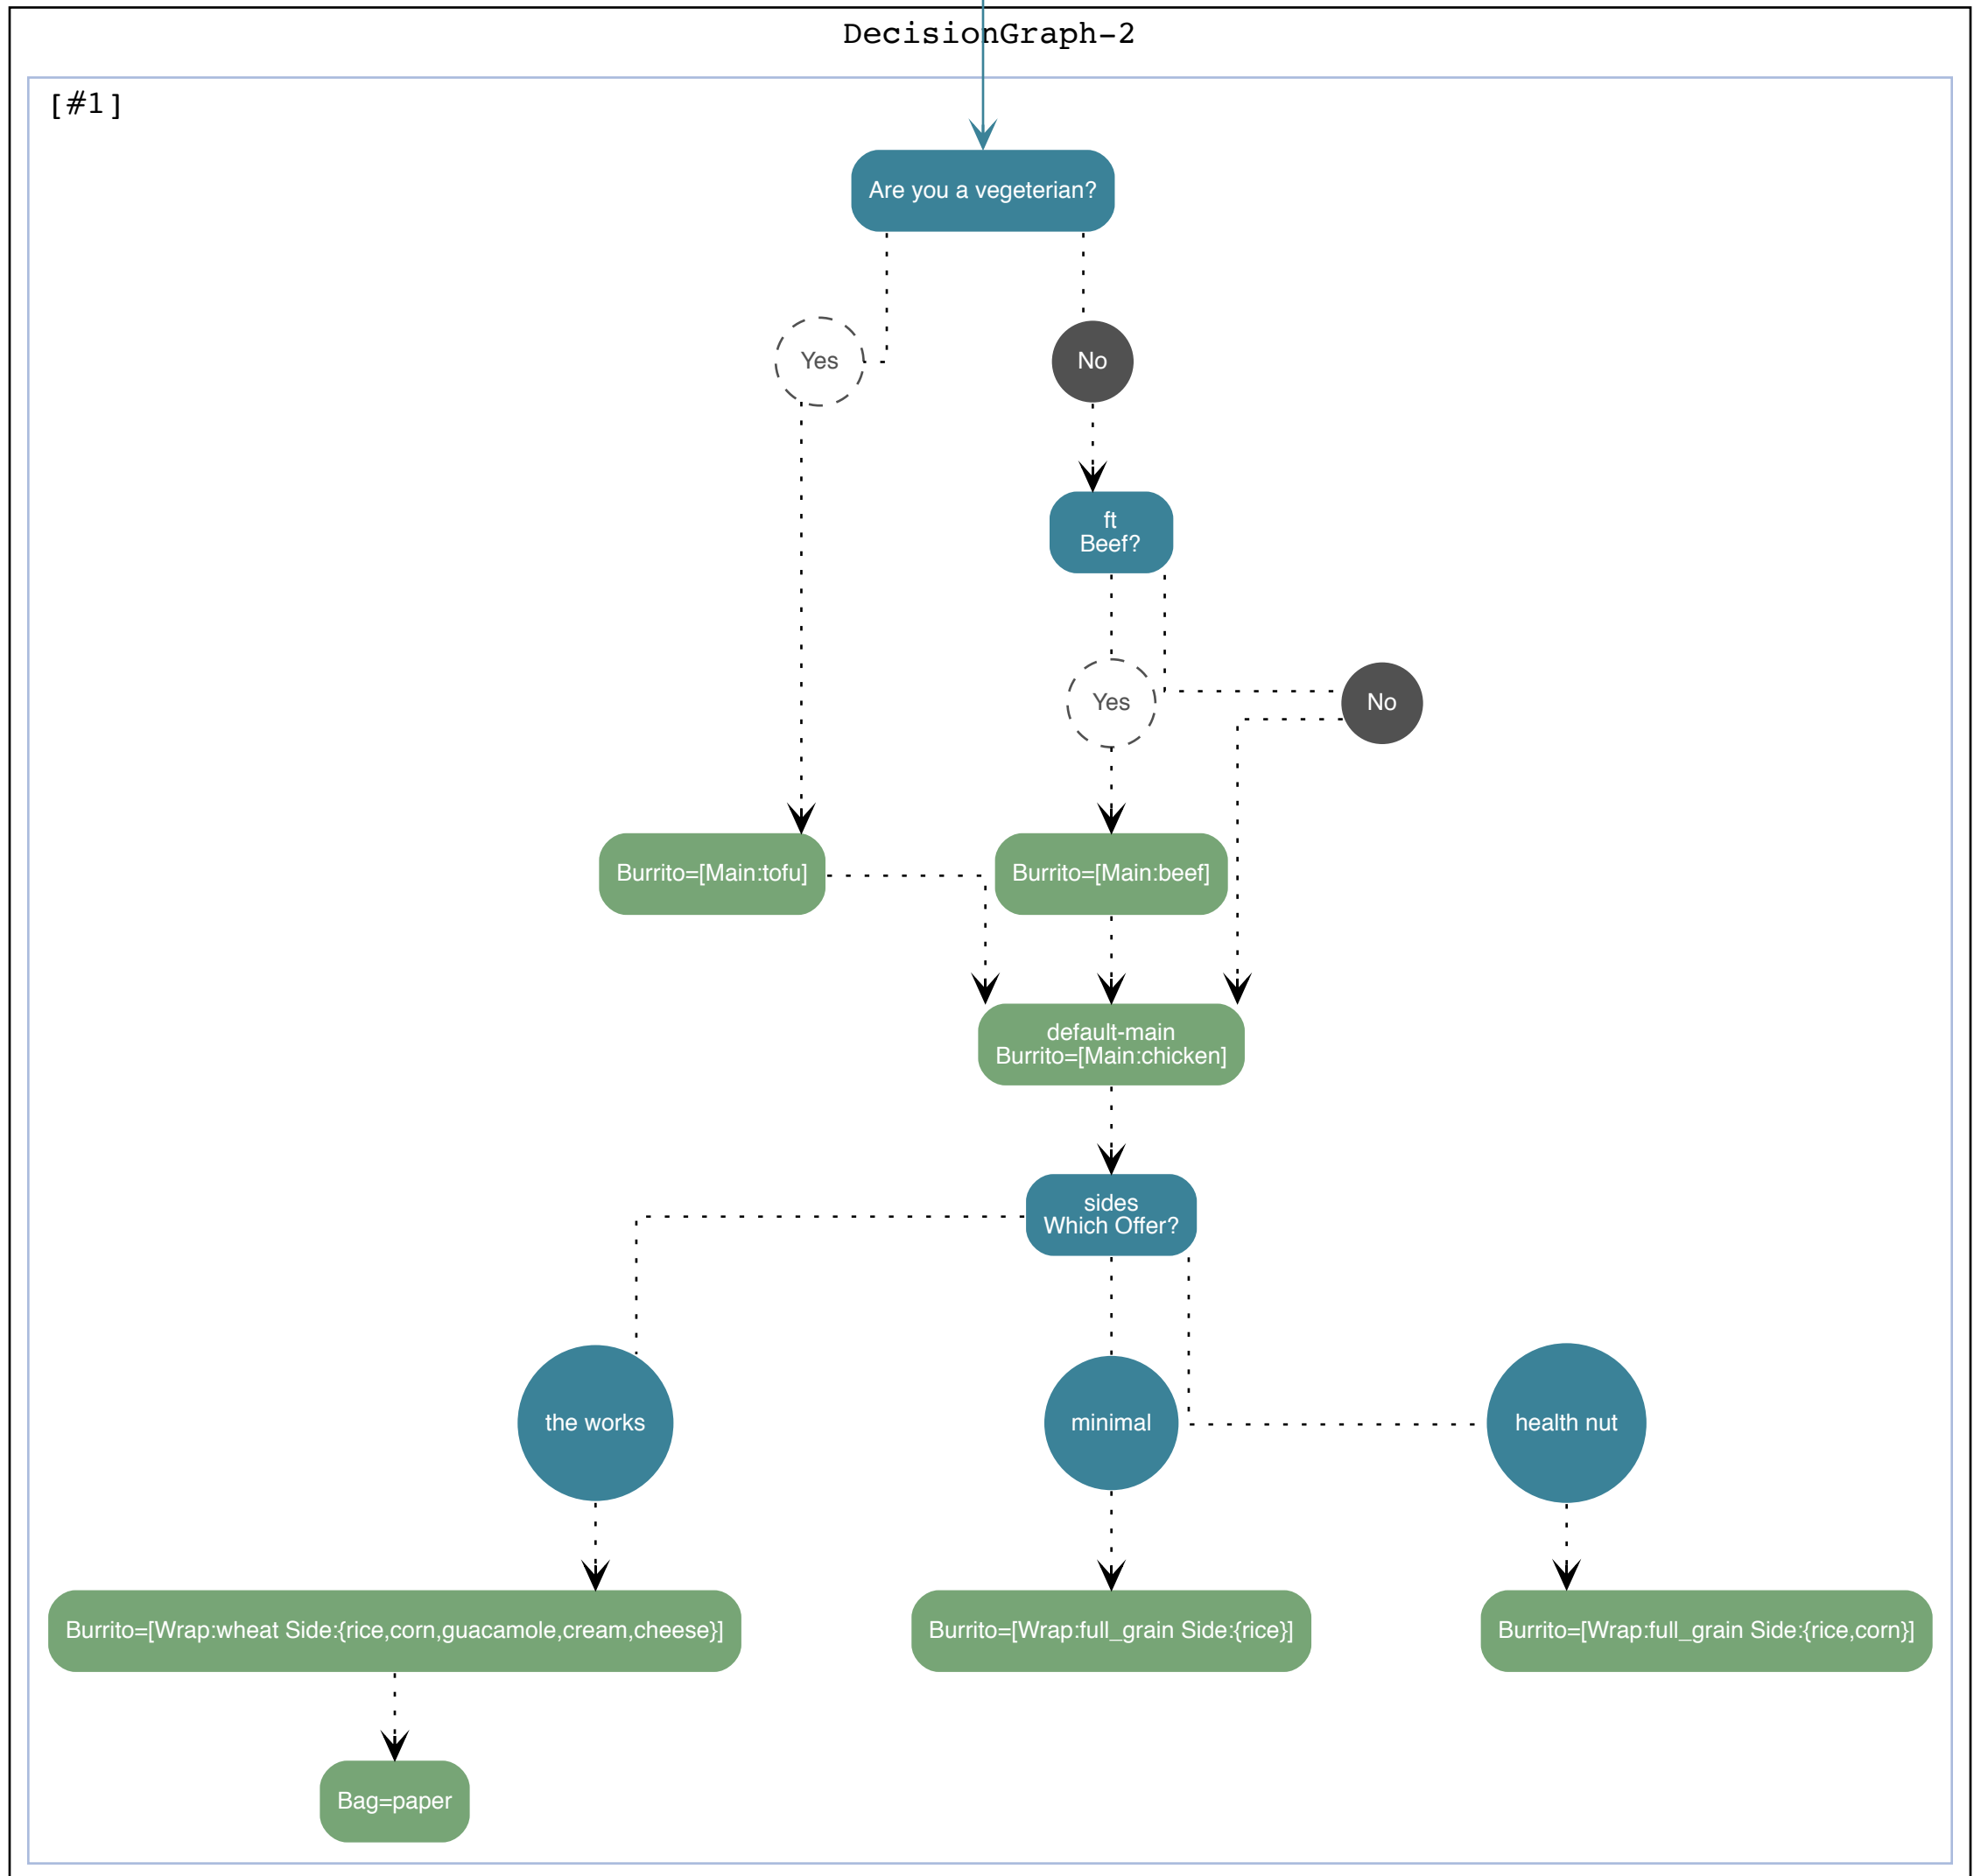 DecisionGraph-2
[#1]
Are you a vegeterian?
Yes
No
ft
Beef?
Yes
No
Burrito=[Main:tofu]
Burrito=[Main:beef]
default-main
Burrito=[Main:chicken]
sides
Which Offer?
the works
minimal
health nut
Burrito=[Wrap:wheat Side:{rice,corn,guacamole,cream,cheese}]
Burrito=[Wrap:full_grain Side:{rice}]
Burrito=[Wrap:full_grain Side:{rice,corn}]
Bag=paper